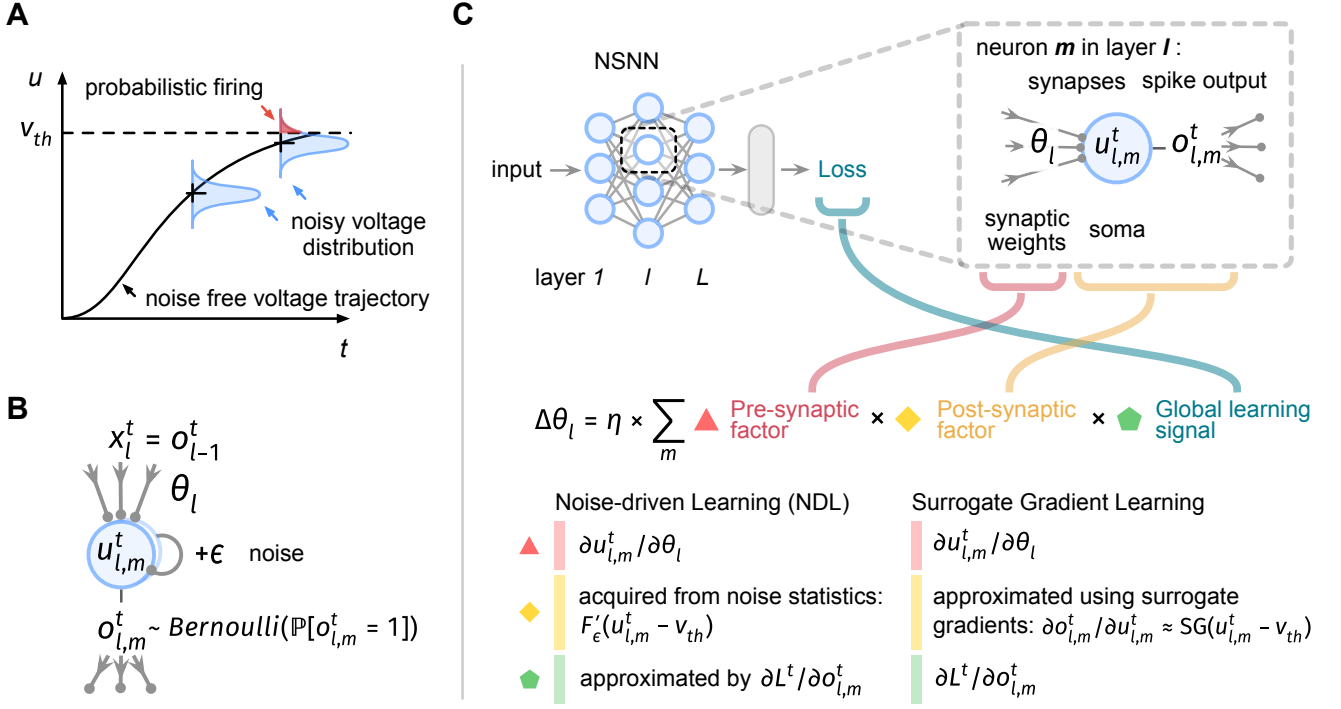 A
u
probabilistic firing
v_th
noisy voltage
distribution
noise free voltage trajectory
t
B
x_l^t = o_{l-1}^t
θ_l
u_{l,m}^t
+ϵ noise
o_{l,m}^t ~ Bernoulli(ℙ[o_{l,m}^t = 1])
C
NSNN
input
Loss
layer 1 l L
neuron m in layer l :
synapses spike output
θ_l u_{l,m}^t o_{l,m}^t
synaptic
weights
soma
Δθ_l = η × ∑_m Pre-synaptic factor × Post-synaptic factor × Global learning signal
Noise-driven Learning (NDL)
∂u_{l,m}^t/∂θ_l
acquired from noise statistics:
F_ϵ′(u_{l,m}^t − v_th)
approximated by ∂L^t/∂o_{l,m}^t
Surrogate Gradient Learning
∂u_{l,m}^t/∂θ_l
approximated using surrogate
gradients: ∂o_{l,m}^t/∂u_{l,m}^t ≈ SG(u_{l,m}^t − v_th)
∂L^t/∂o_{l,m}^t